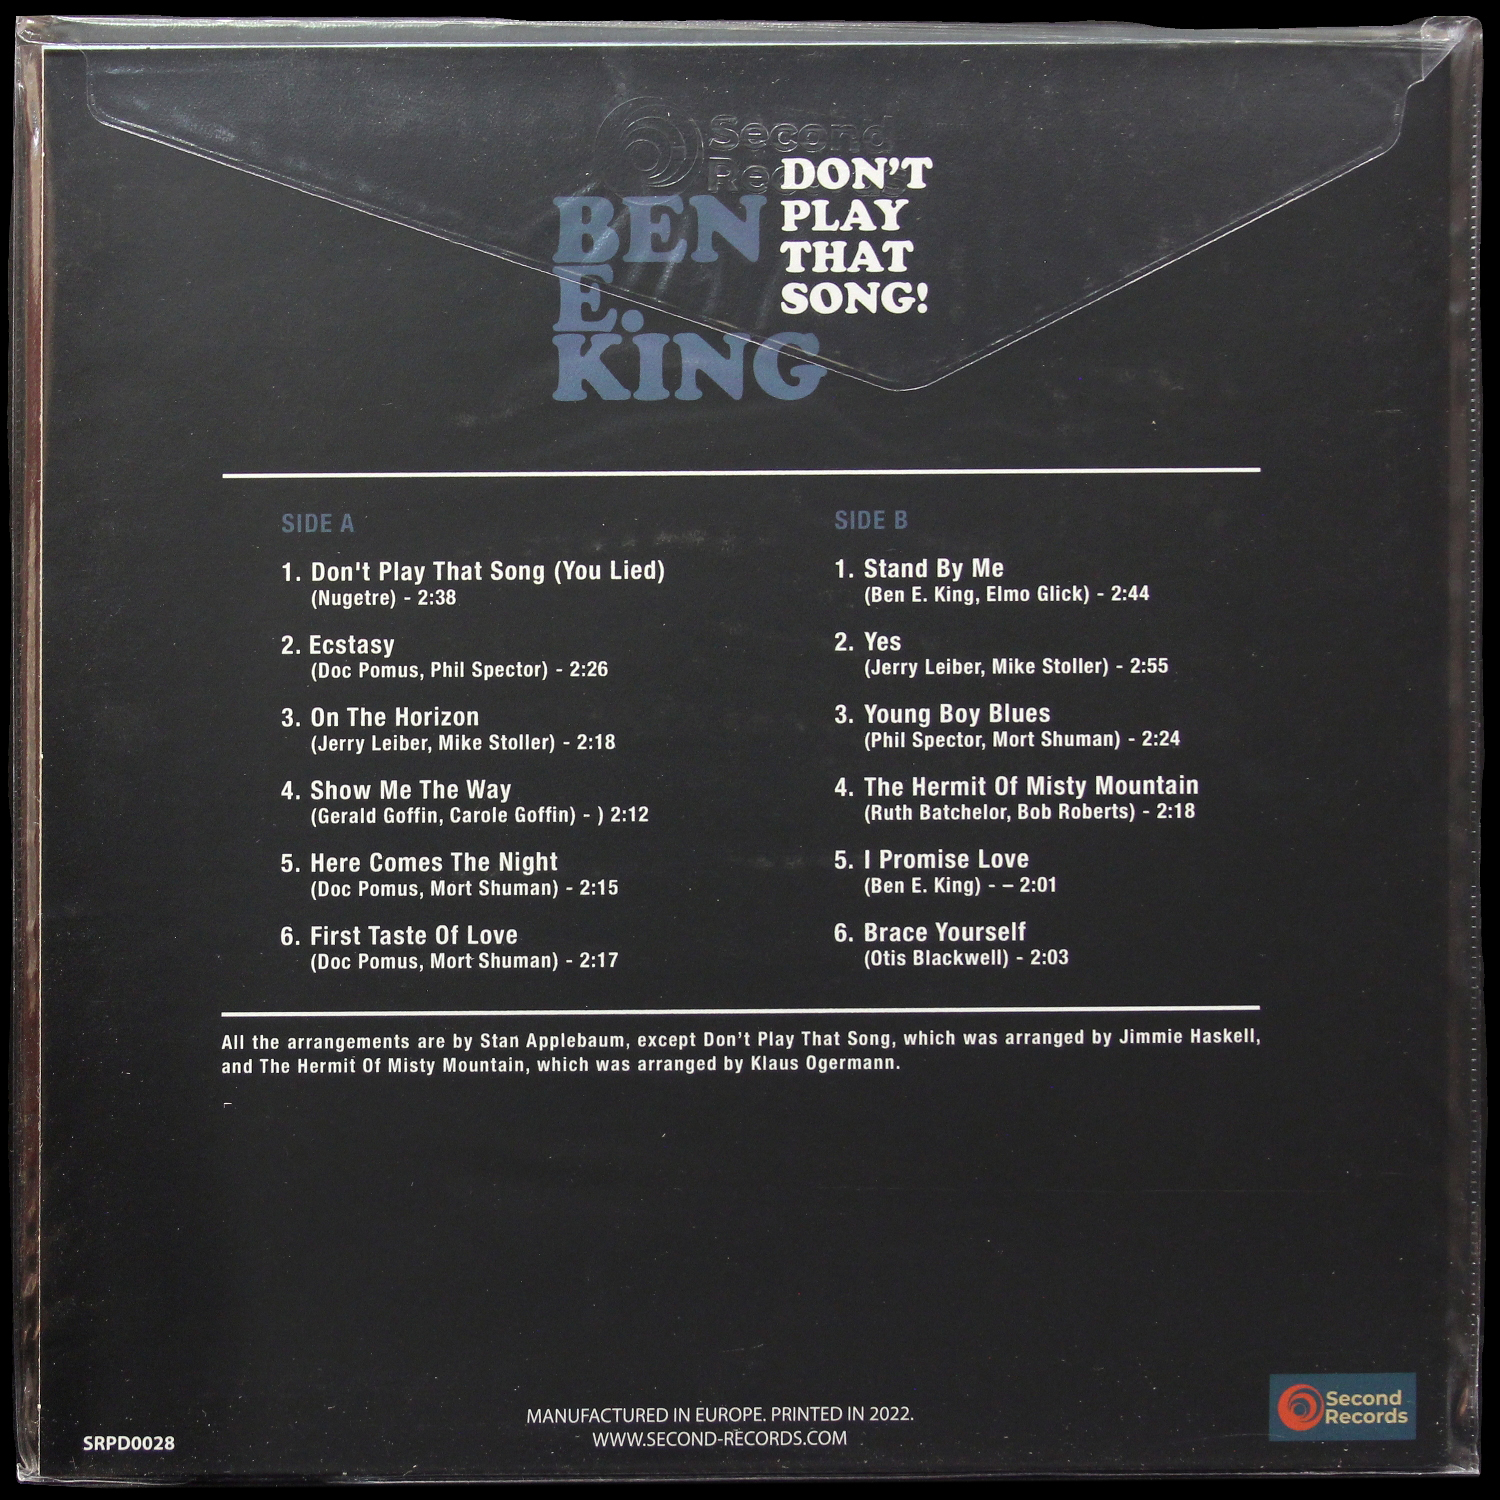 Second
Records
DON'T
PLAY
THAT
SONG!
BEN
E.
KING
SIDE A
1. Don't Play That Song (You Lied)
(Nugetre) - 2:38
2. Ecstasy
(Doc Pomus, Phil Spector) - 2:26
3. On The Horizon
(Jerry Leiber, Mike Stoller) - 2:18
4. Show Me The Way
(Gerald Goffin, Carole Goffin) - ) 2:12
5. Here Comes The Night
(Doc Pomus, Mort Shuman) - 2:15
6. First Taste Of Love
(Doc Pomus, Mort Shuman) - 2:17
SIDE B
1. Stand By Me
(Ben E. King, Elmo Glick) - 2:44
2. Yes
(Jerry Leiber, Mike Stoller) - 2:55
3. Young Boy Blues
(Phil Spector, Mort Shuman) - 2:24
4. The Hermit Of Misty Mountain
(Ruth Batchelor, Bob Roberts) - 2:18
5. I Promise Love
(Ben E. King) - – 2:01
6. Brace Yourself
(Otis Blackwell) - 2:03
All the arrangements are by Stan Applebaum, except Don't Play That Song, which was arranged by Jimmie Haskell,
and The Hermit Of Misty Mountain, which was arranged by Klaus Ogermann.
SRPD0028
MANUFACTURED IN EUROPE. PRINTED IN 2022.
WWW.SECOND-RECORDS.COM
Second
Records